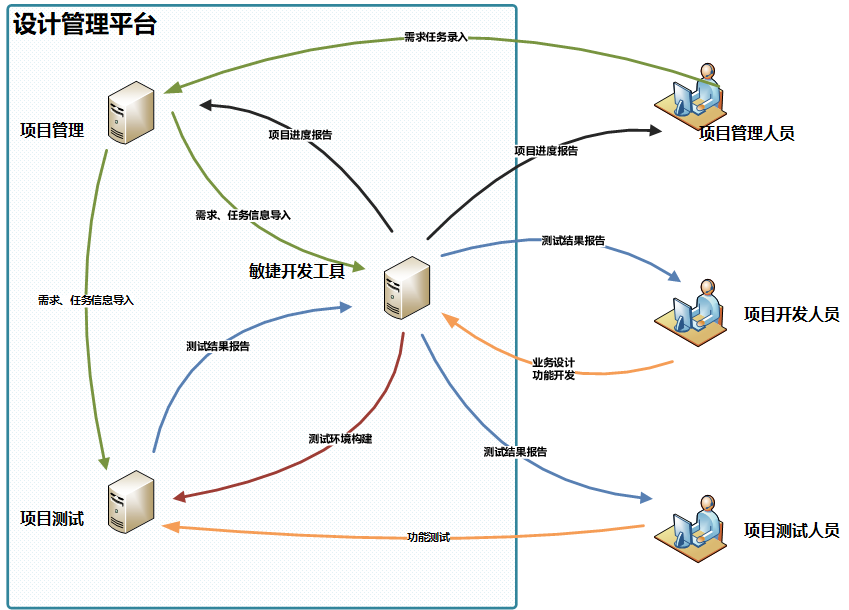 设计管理平台
需求任务录入
项目管理
项目进度报告
项目进度报告
项目管理人员
需求、任务信息导入
测试结果报告
敏捷开发工具
需求、任务信息导入
项目开发人员
测试结果报告
业务设计
功能开发
测试环境构建
测试结果报告
项目测试
功能测试
项目测试人员